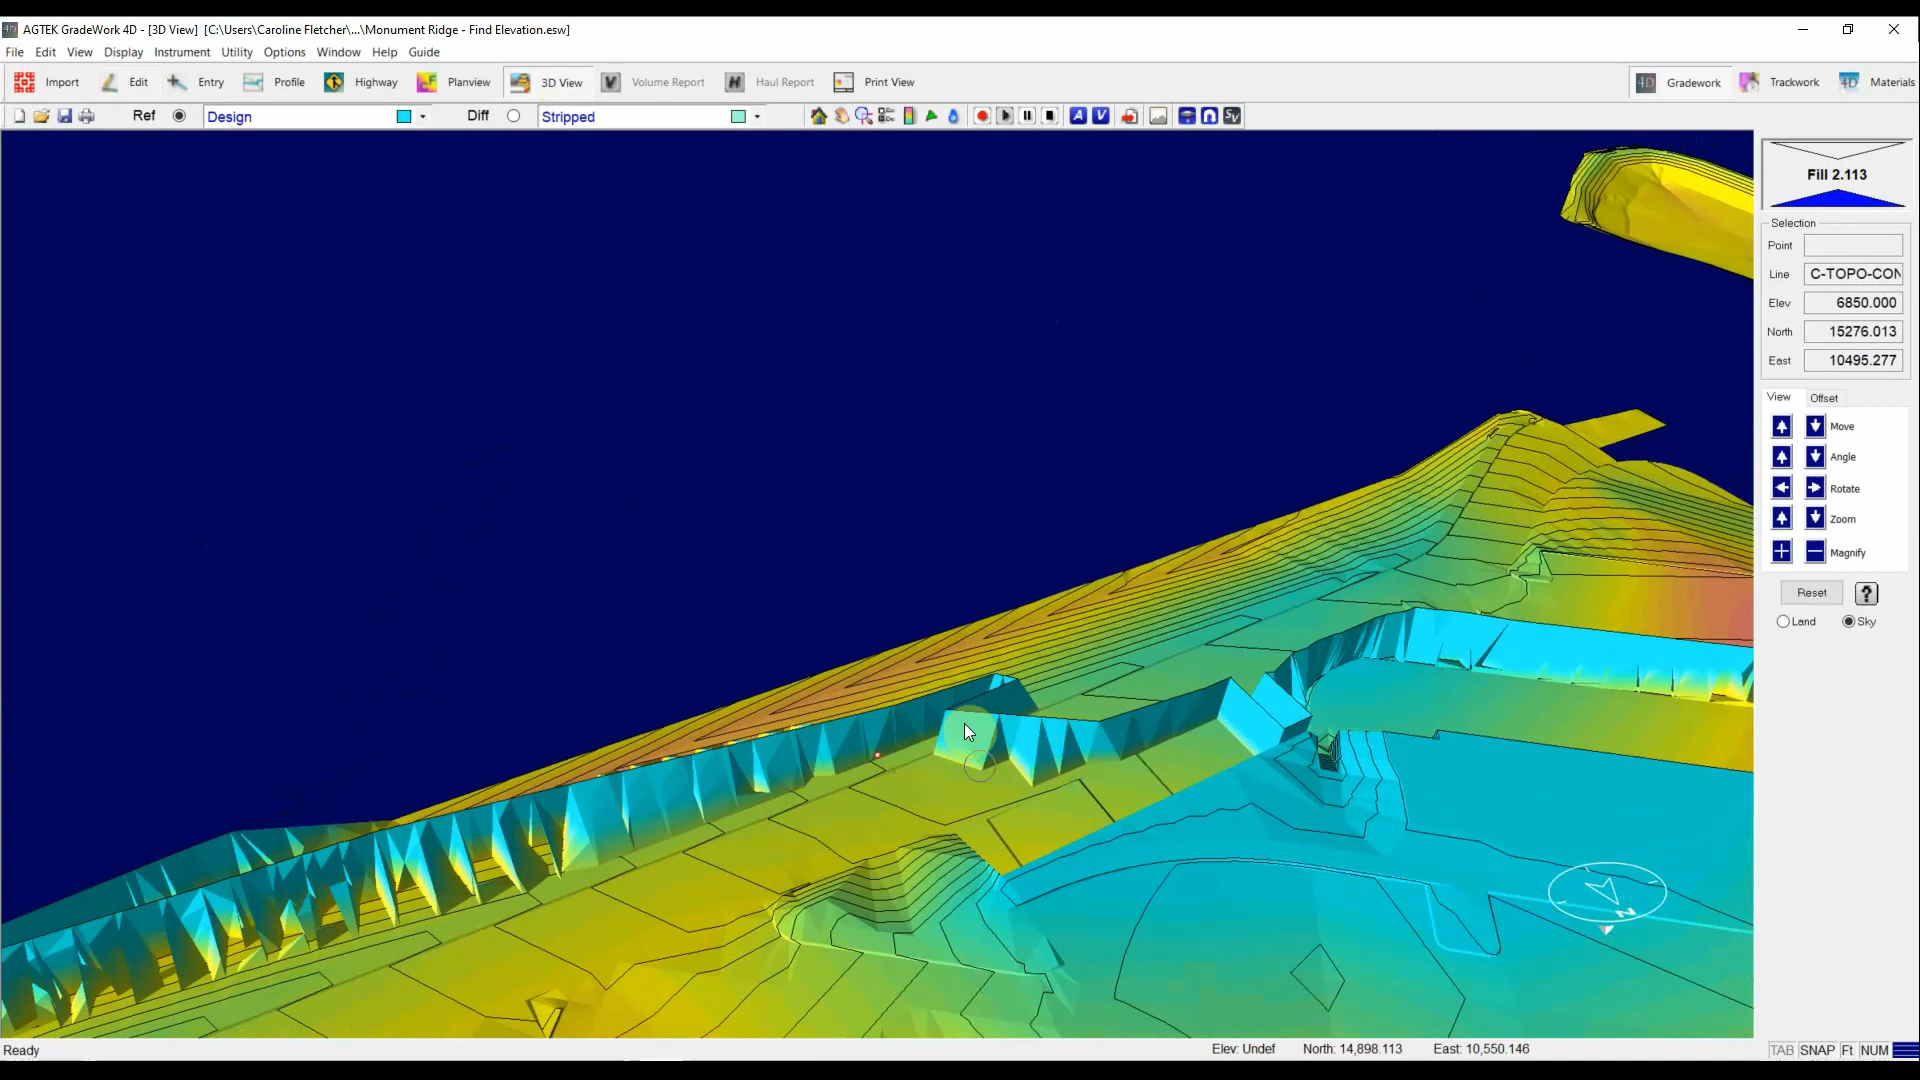 AGTEK GradeWork 4D - [3D View]  [C:\Users\Caroline Fletcher\...\Monument Ridge - Find Elevation.esw]
File Edit View Display Instrument Utility Options Window Help Guide
Import Edit Entry Profile Highway Planview 3D View Volume Report Haul Report Print View 4D Gradework Trackwork 4D Materials
Ref Design Diff Stripped
Fill 2.113
Selection
Point
Line C-TOPO-CON
Elev 6850.000
North 15276.013
East 10495.277
View Offset
Move
Angle
Rotate
Zoom
Magnify
Reset ?
Land Sky
N
Ready Elev: Undef North: 14,898.113 East: 10,550.146 TAB SNAP Ft NUM